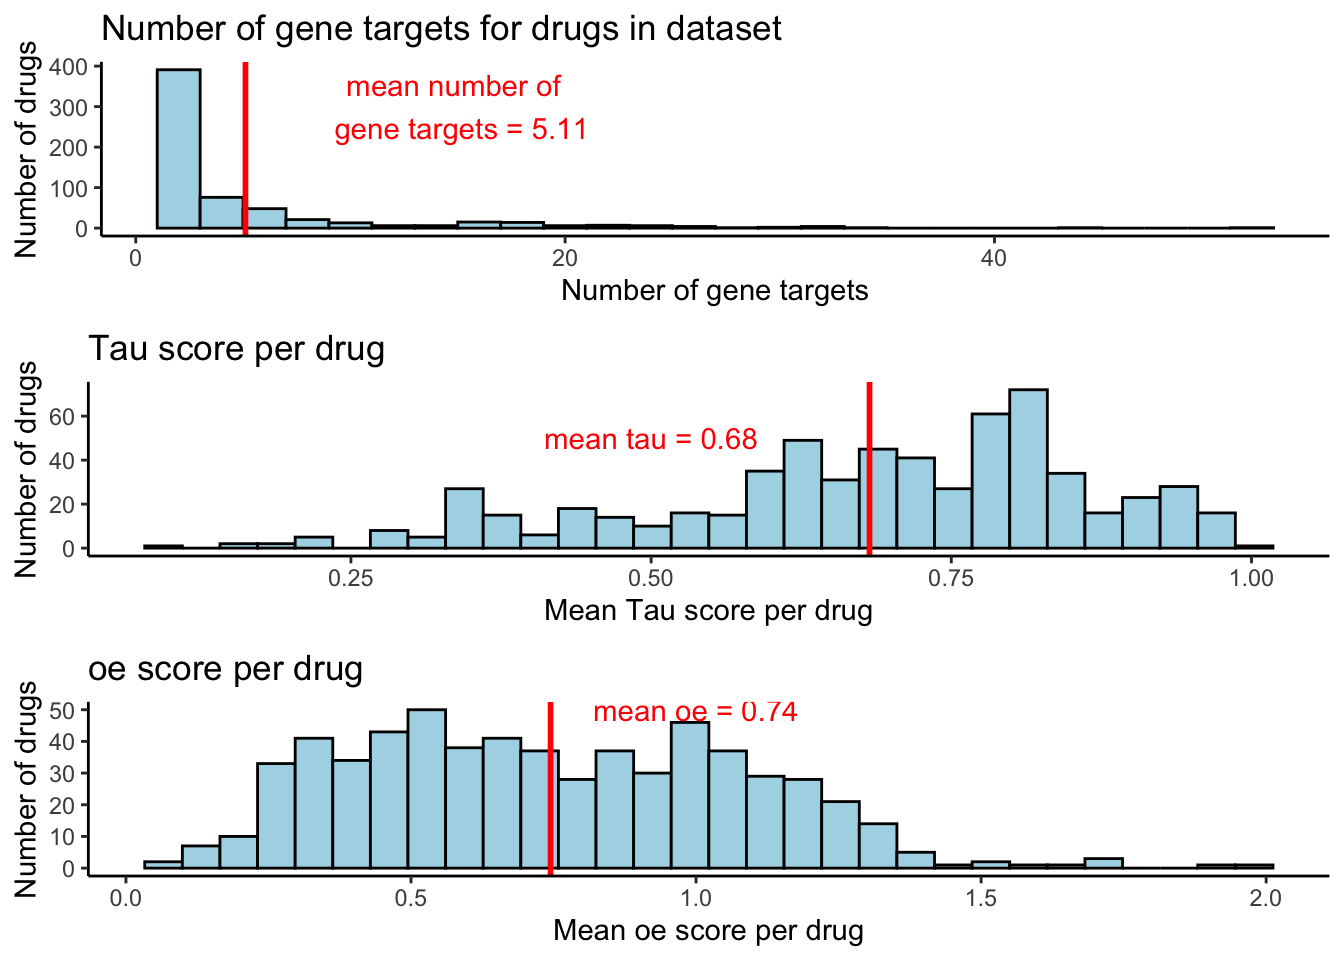 Number of gene targets for drugs in dataset
Number of drugs
400
300
200
100
0
mean number of
gene targets = 5.11
0 20 40
Number of gene targets
Tau score per drug
Number of drugs
60
40
20
0
mean tau = 0.68
0.25 0.50 0.75 1.00
Mean Tau score per drug
oe score per drug
Number of drugs
50
40
30
20
10
0
mean oe = 0.74
0.0 0.5 1.0 1.5 2.0
Mean oe score per drug